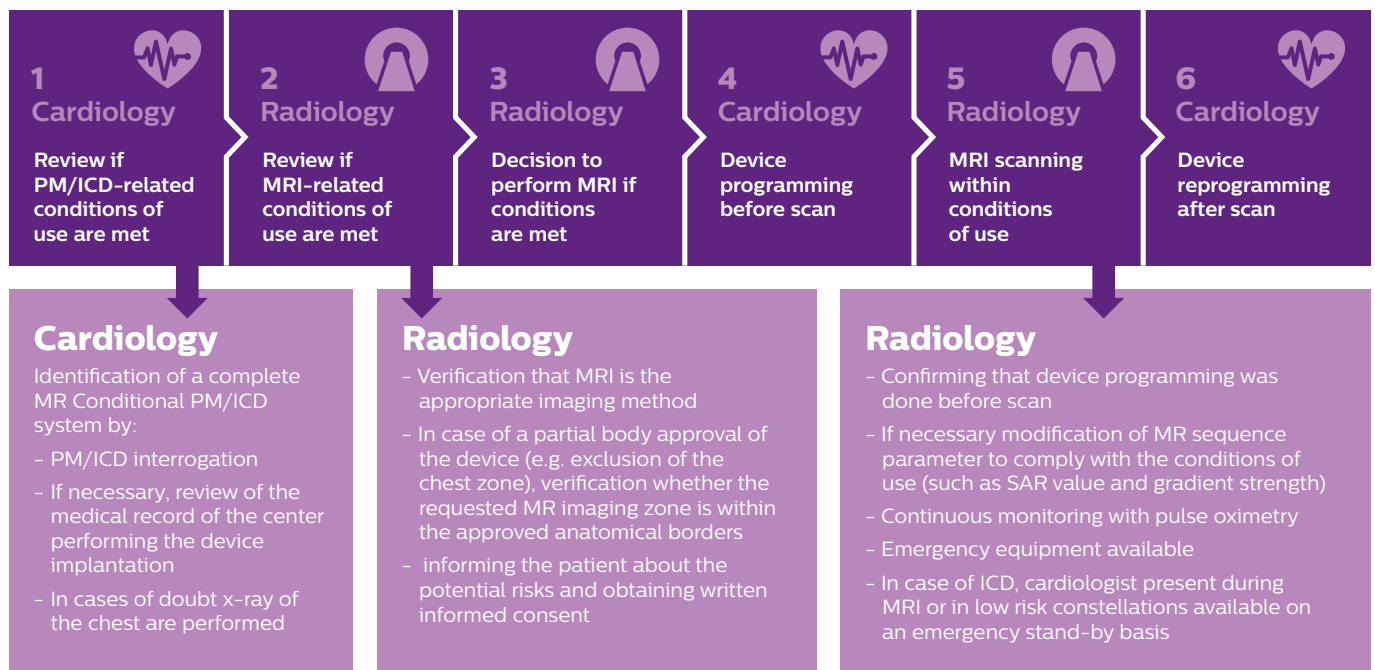 1
Cardiology
Review if
PM/ICD-related
conditions of
use are met
2
Radiology
Review if
MRI-related
conditions of
use are met
3
Radiology
Decision to
perform MRI if
conditions
are met
4
Cardiology
Device
programming
before scan
5
Radiology
MRI scanning
within
conditions
of use
6
Cardiology
Device
reprogramming
after scan
Cardiology
Identification of a complete
MR Conditional PM/ICD
system by:
– PM/ICD interrogation
– If necessary, review of the
medical record of the center
performing the device
implantation
– In cases of doubt x-ray of
the chest are performed
Radiology
– Verification that MRI is the
appropriate imaging method
– In case of a partial body approval of
the device (e.g. exclusion of the
chest zone), verification whether the
requested MR imaging zone is within
the approved anatomical borders
– informing the patient about the
potential risks and obtaining written
informed consent
Radiology
– Confirming that device programming was
done before scan
– If necessary modification of MR sequence
parameter to comply with the conditions of
use (such as SAR value and gradient strength)
– Continuous monitoring with pulse oximetry
– Emergency equipment available
– In case of ICD, cardiologist present during
MRI or in low risk constellations available on
an emergency stand-by basis